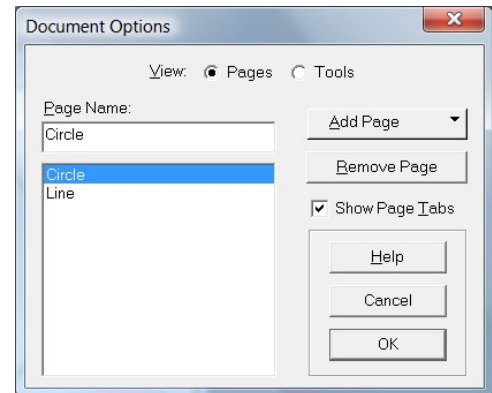 Document Options
View: Pages Tools
Page Name:
Circle
Circle
Line
Add Page
Remove Page
Show Page Tabs
Help
Cancel
OK